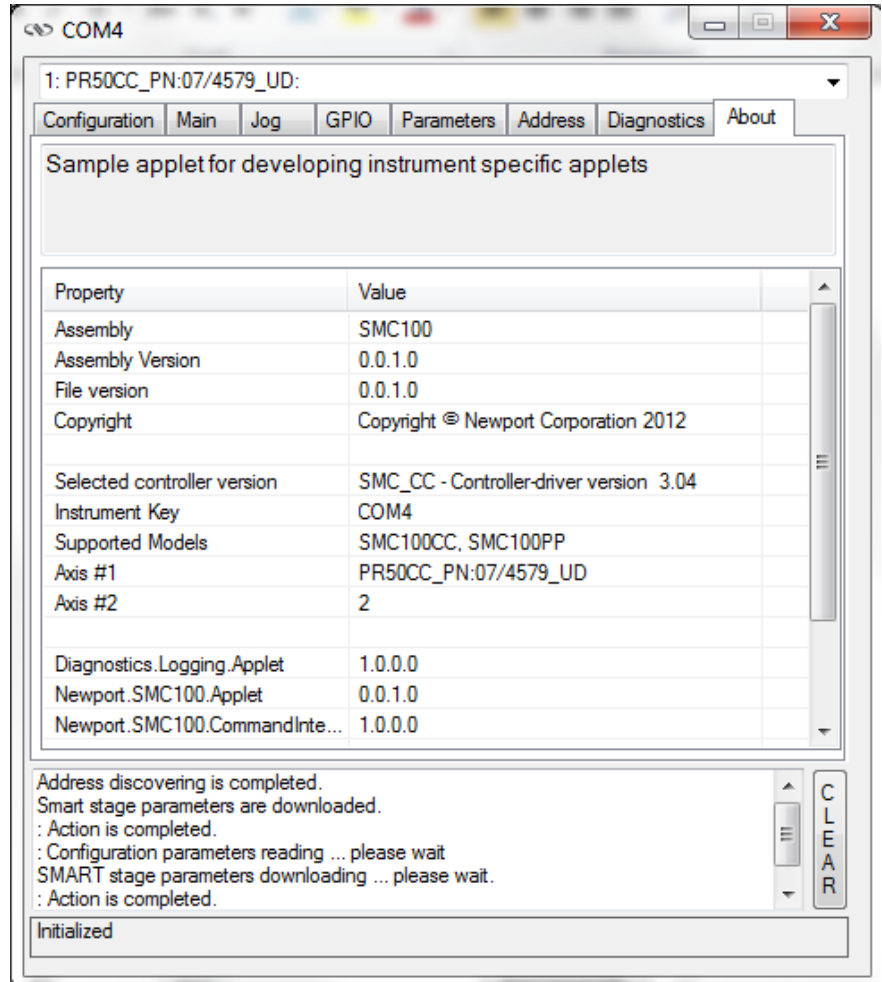 COM4
1: PR50CC_PN:07/4579_UD:
Configuration Main Jog GPIO Parameters Address Diagnostics About
Sample applet for developing instrument specific applets
Property Value
Assembly SMC100
Assembly Version 0.0.1.0
File version 0.0.1.0
Copyright Copyright © Newport Corporation 2012
Selected controller version SMC_CC - Controller-driver version 3.04
Instrument Key COM4
Supported Models SMC100CC, SMC100PP
Axis #1 PR50CC_PN:07/4579_UD
Axis #2 2
Diagnostics.Logging.Applet 1.0.0.0
Newport.SMC100.Applet 0.0.1.0
Newport.SMC100.CommandInte... 1.0.0.0
Address discovering is completed.
Smart stage parameters are downloaded.
: Action is completed.
: Configuration parameters reading ... please wait
SMART stage parameters downloading ... please wait.
: Action is completed.
CLEAR
Initialized